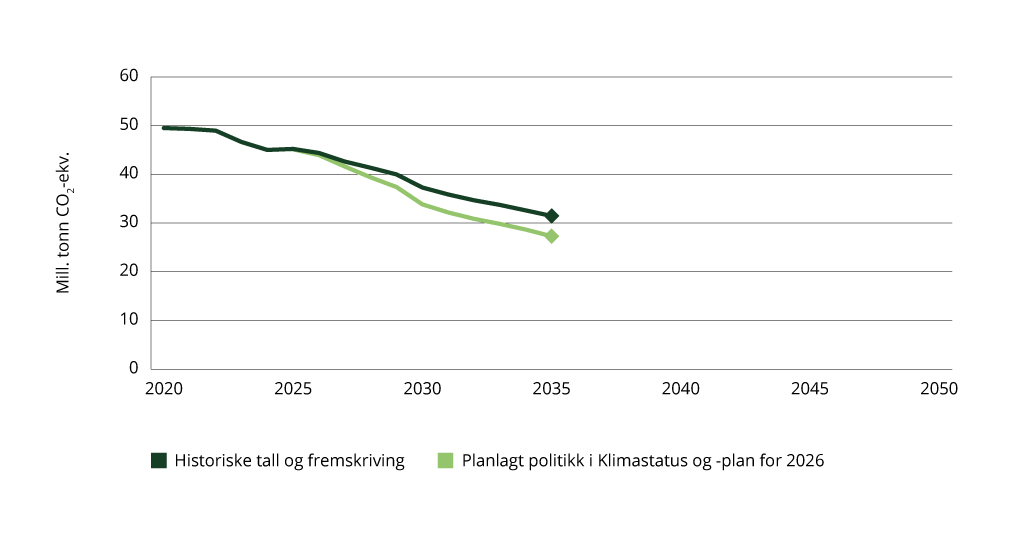 60
50
40
30
20
10
0
Mill. tonn CO₂-ekv.
2020 2025 2030 2035 2040 2045 2050
Historiske tall og fremskriving Planlagt politikk i Klimastatus og -plan for 2026